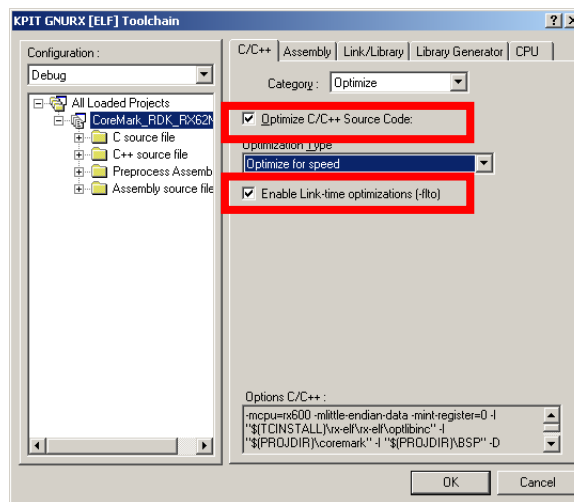 KPIT GNURX [ELF] Toolchain
Configuration :
Debug
All Loaded Projects
CoreMark_RDK_RX62N
C source file
C++ source file
Preprocess Assemb
Assembly source file
C/C++ Assembly Link/Library Library Generator CPU
Category : Optimize
Optimize C/C++ Source Code:
Optimization Type
Optimize for speed
Enable Link-time optimizations (-flto)
Options C/C++ :
-mcpu=rx600 -mlittle-endian-data -mint-register=0 -I
"$(TCINSTALL)\rx-elf\rx-elf\optlibinc" -I
"$(PROJDIR)\coremark" -I "$(PROJDIR)\BSP" -D
OK Cancel